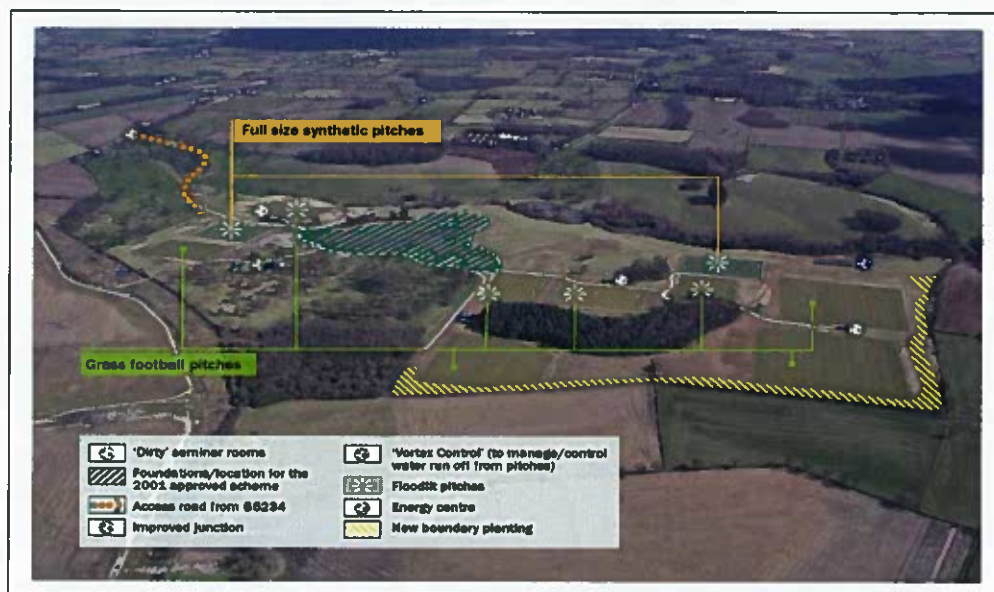 Full size synthetic pitches
Grass football pitches
'Dirty' seminar rooms
Foundations/location for the
2001 approved scheme
Access road from B5234
Improved junction
'Vortex Control' (to manage/control
water run off from pitches)
Floodlit pitches
Energy centre
New boundary planting